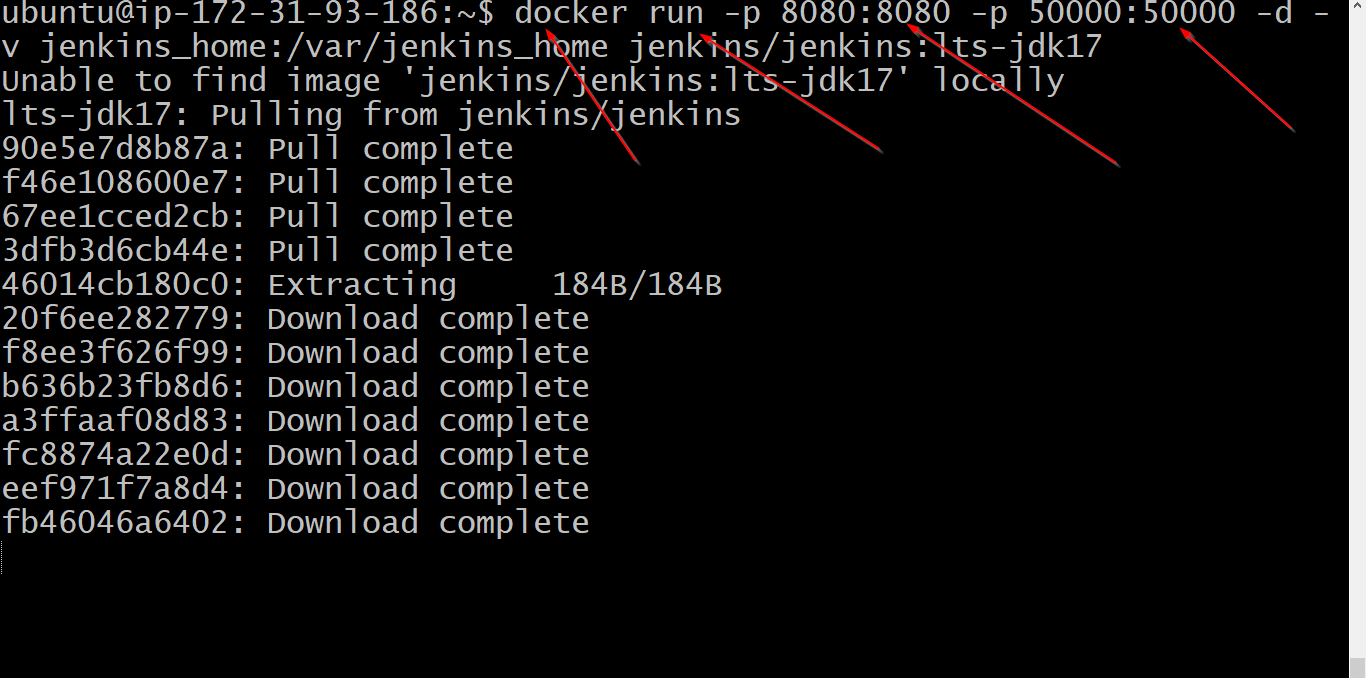 ubuntu@ip-172-31-93-186:~$ docker run -p 8080:8080 -p 50000:50000 -d -
v jenkins_home:/var/jenkins_home jenkins/jenkins:lts-jdk17
Unable to find image 'jenkins/jenkins:lts-jdk17' locally
lts-jdk17: Pulling from jenkins/jenkins
90e5e7d8b87a: Pull complete
f46e108600e7: Pull complete
67ee1cced2cb: Pull complete
3dfb3d6cb44e: Pull complete
46014cb180c0: Extracting     184B/184B
20f6ee282779: Download complete
f8ee3f626f99: Download complete
b636b23fb8d6: Download complete
a3ffaaf08d83: Download complete
fc8874a22e0d: Download complete
eef971f7a8d4: Download complete
fb46046a6402: Download complete